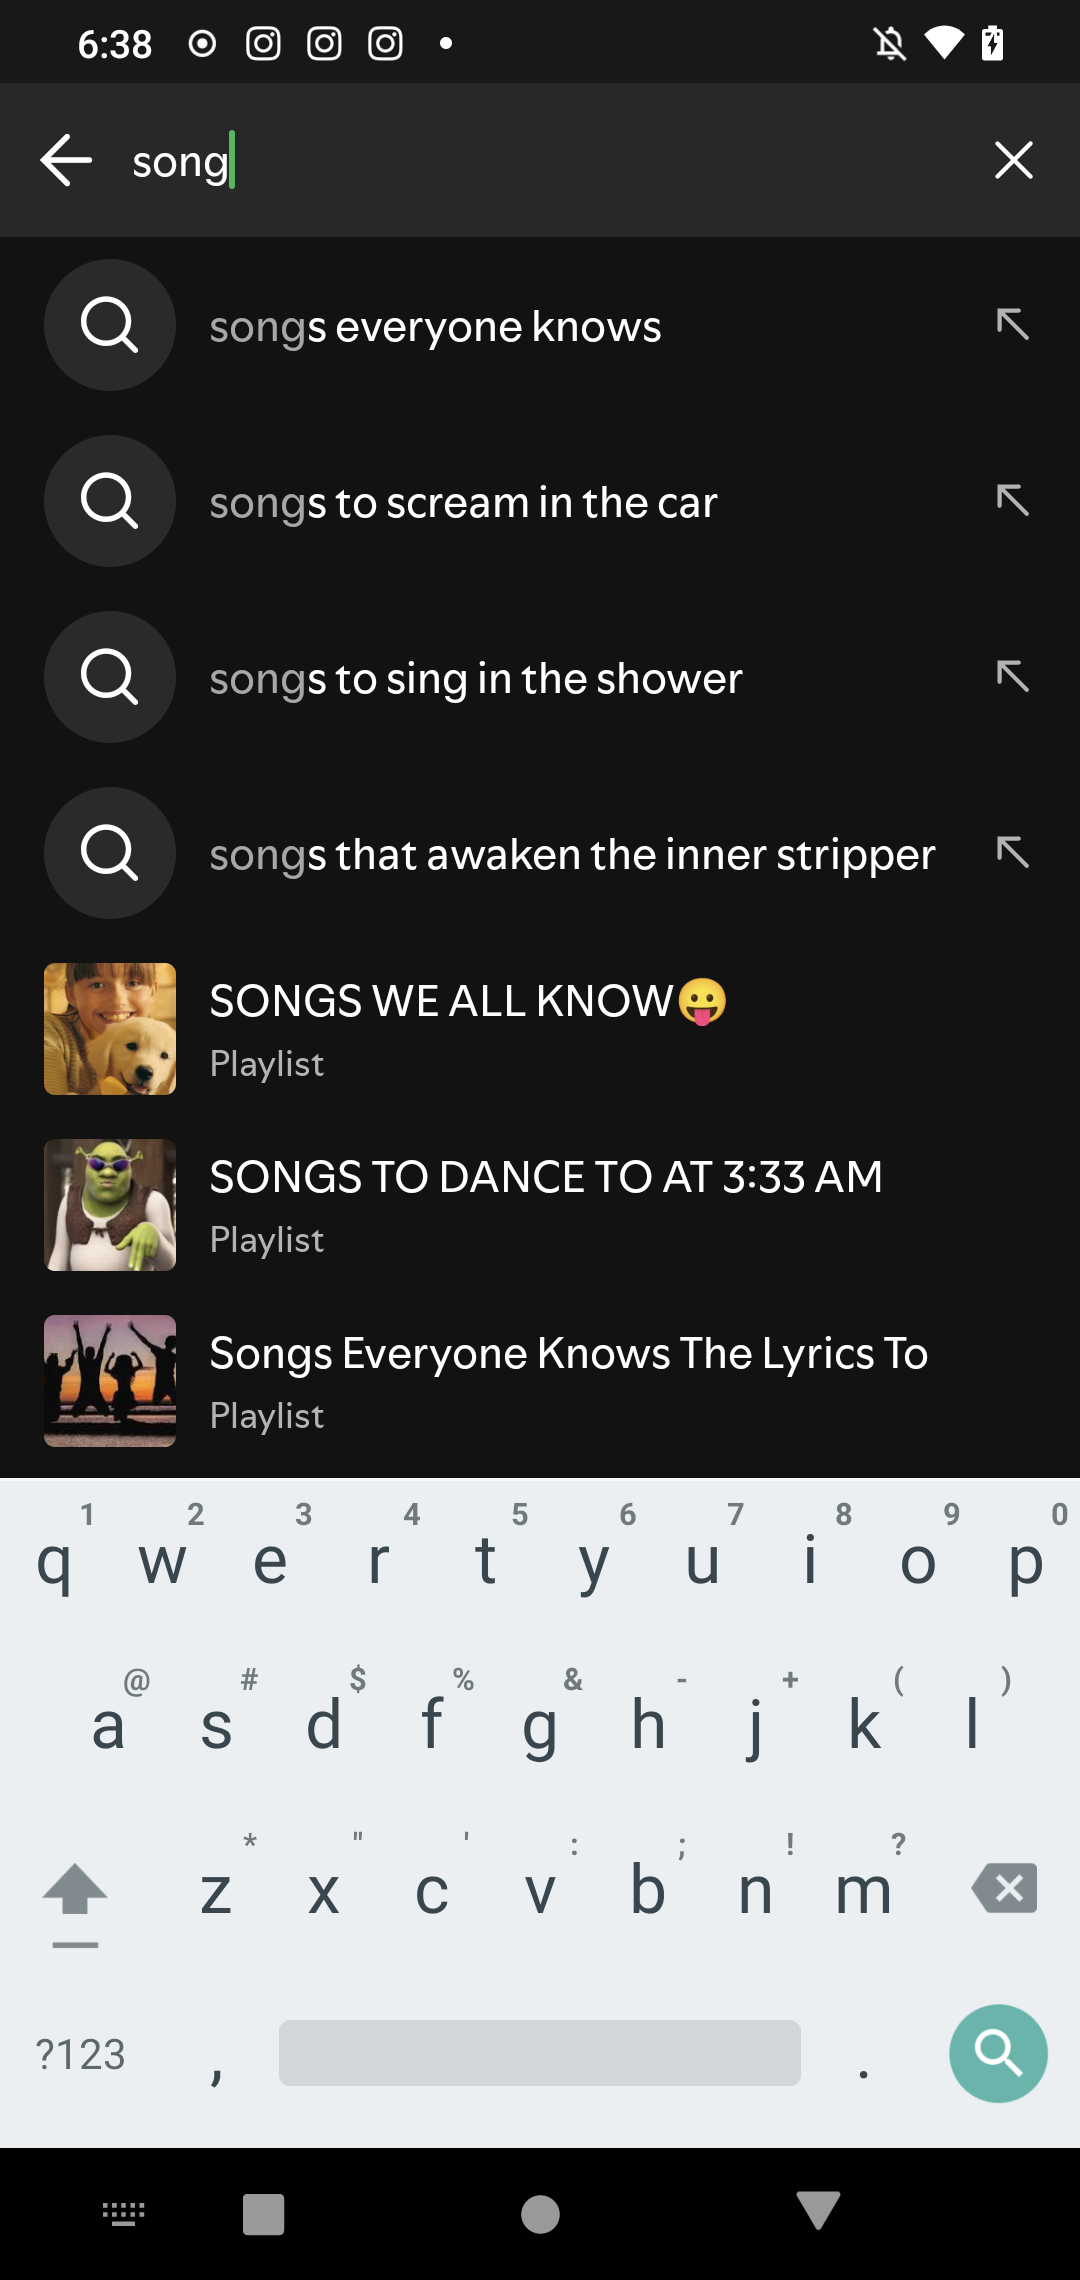 6:38
song
songs everyone knows
songs to scream in the car
songs to sing in the shower
songs that awaken the inner stripper
SONGS WE ALL KNOW😛
Playlist
SONGS TO DANCE TO AT 3:33 AM
Playlist
Songs Everyone Knows The Lyrics To
Playlist
1 2 3 4 5 6 7 8 9 0
q w e r t y u i o p
@ # $ % & - + ( )
a s d f g h j k l
* " ' : ; ! ?
z x c v b n m
?123 , .